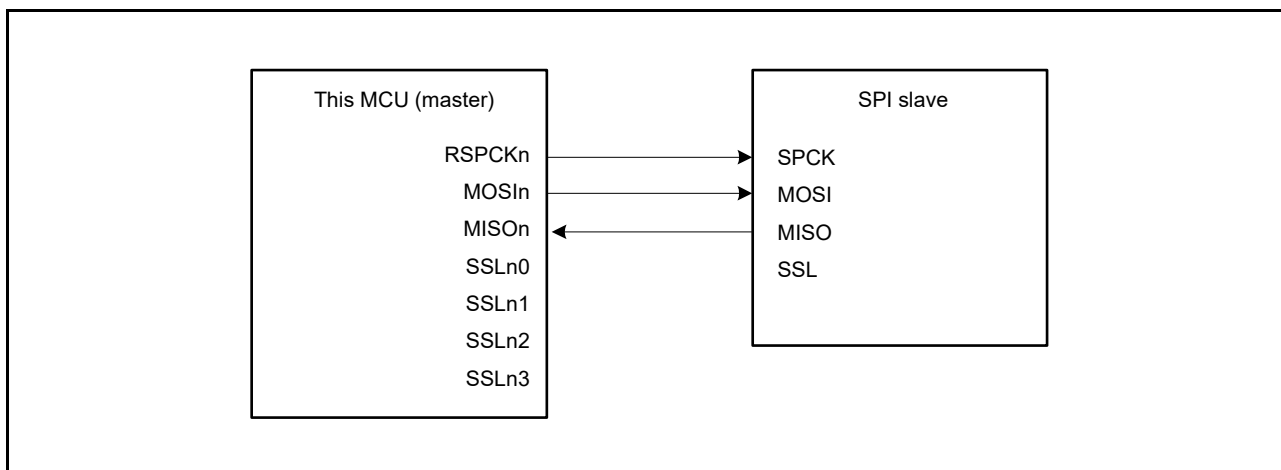 This MCU (master)
RSPCKn
MOSIn
MISOn
SSLn0
SSLn1
SSLn2
SSLn3
SPI slave
SPCK
MOSI
MISO
SSL